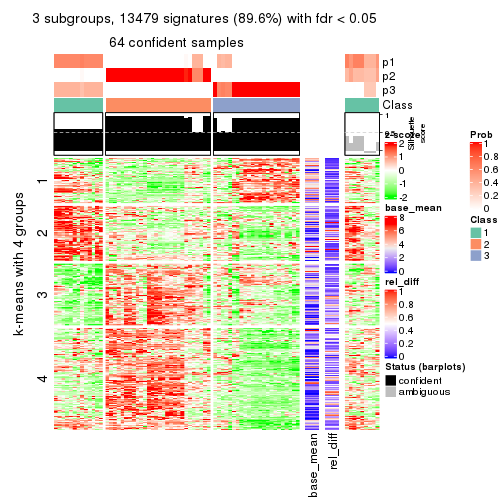 3 subgroups, 13479 signatures (89.6%) with fdr < 0.05
64 confident samples
p1
p2
p3
Class
1
Silhouette
score
k-means with 4 groups
1
2
3
4
z_score
2
1
0
-1
-2
base_mean
8
6
4
2
0
rel_diff
1
0.8
0.6
0.4
0.2
0
Status (barplots)
confident
ambiguous
Prob
1
0.8
0.6
0.4
0.2
0
Class
1
2
3
base_mean
rel_diff